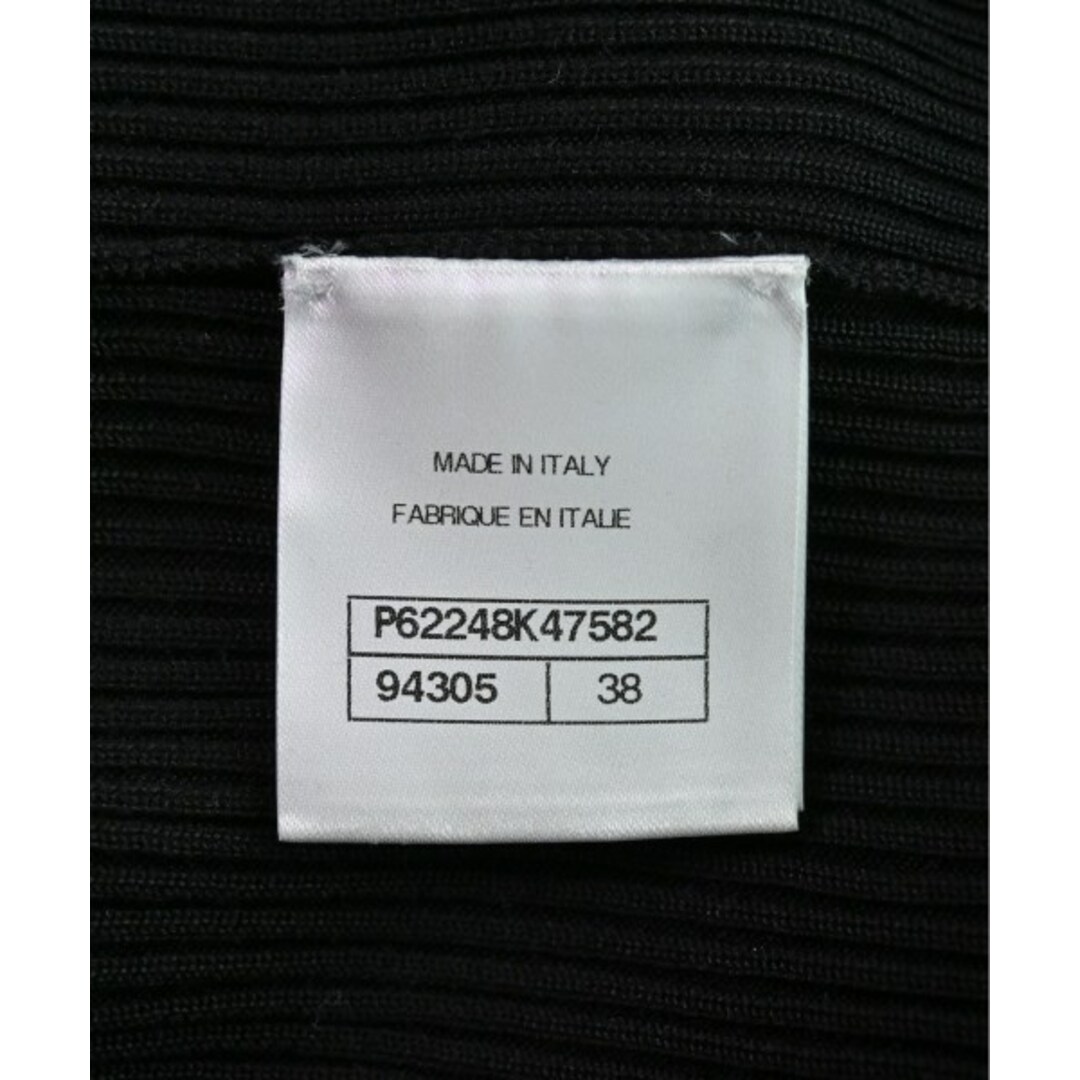 MADE IN ITALY
FABRIQUE EN ITALIE
P62248K47582
94305 38